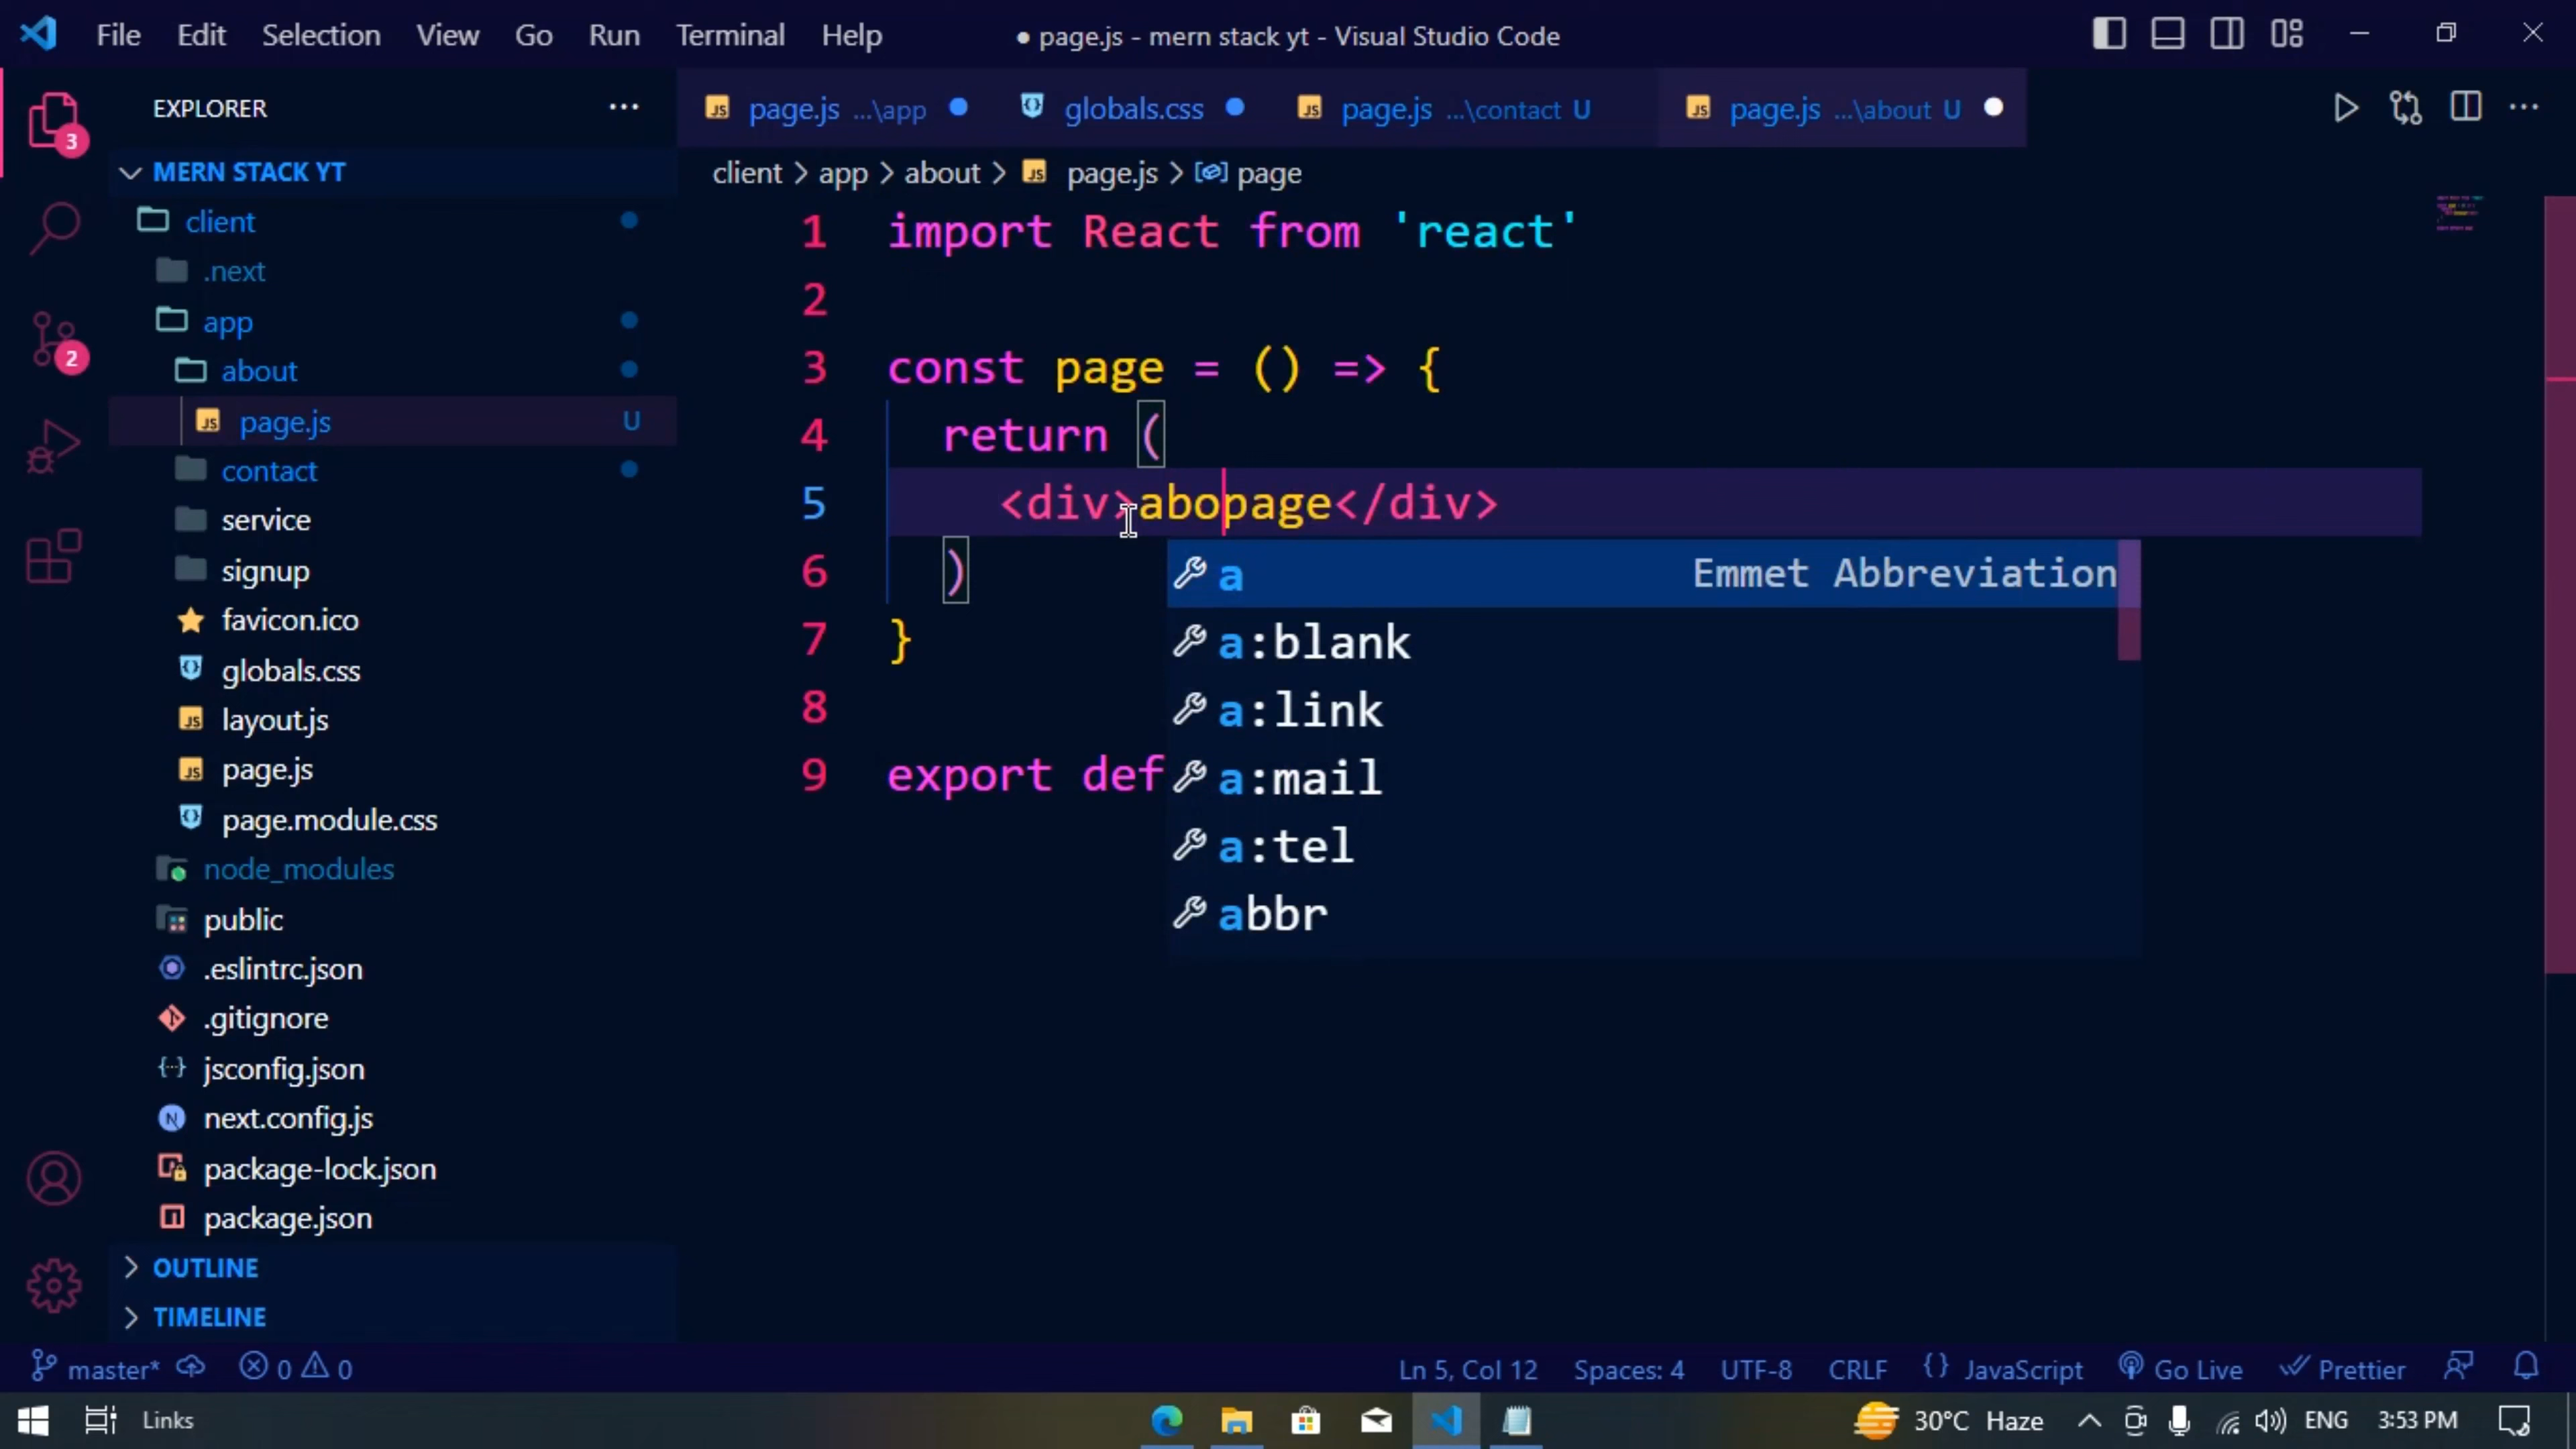 File Edit Selection View Go Run Terminal Help
● page.js - mern stack yt - Visual Studio Code
EXPLORER
page.js ...\app
globals.css
page.js ...\contact U
page.js ...\about U
3
MERN STACK YT
client > app > about > page.js > page
client
.next
app
about
page.js U
contact
service
signup
favicon.ico
globals.css
layout.js
page.js
page.module.css
node_modules
public
.eslintrc.json
.gitignore
jsconfig.json
next.config.js
package-lock.json
package.json
OUTLINE
TIMELINE
2
1 import React from 'react'
2
3 const page = () => {
4 return (
5 <div>abopage</div>
6 )
7 }
8
9 export def
a Emmet Abbreviation
a:blank
a:link
a:mail
a:tel
abbr
master* 0 0
Ln 5, Col 12 Spaces: 4 UTF-8 CRLF {} JavaScript Go Live Prettier
Links
30°C Haze ENG 3:53 PM